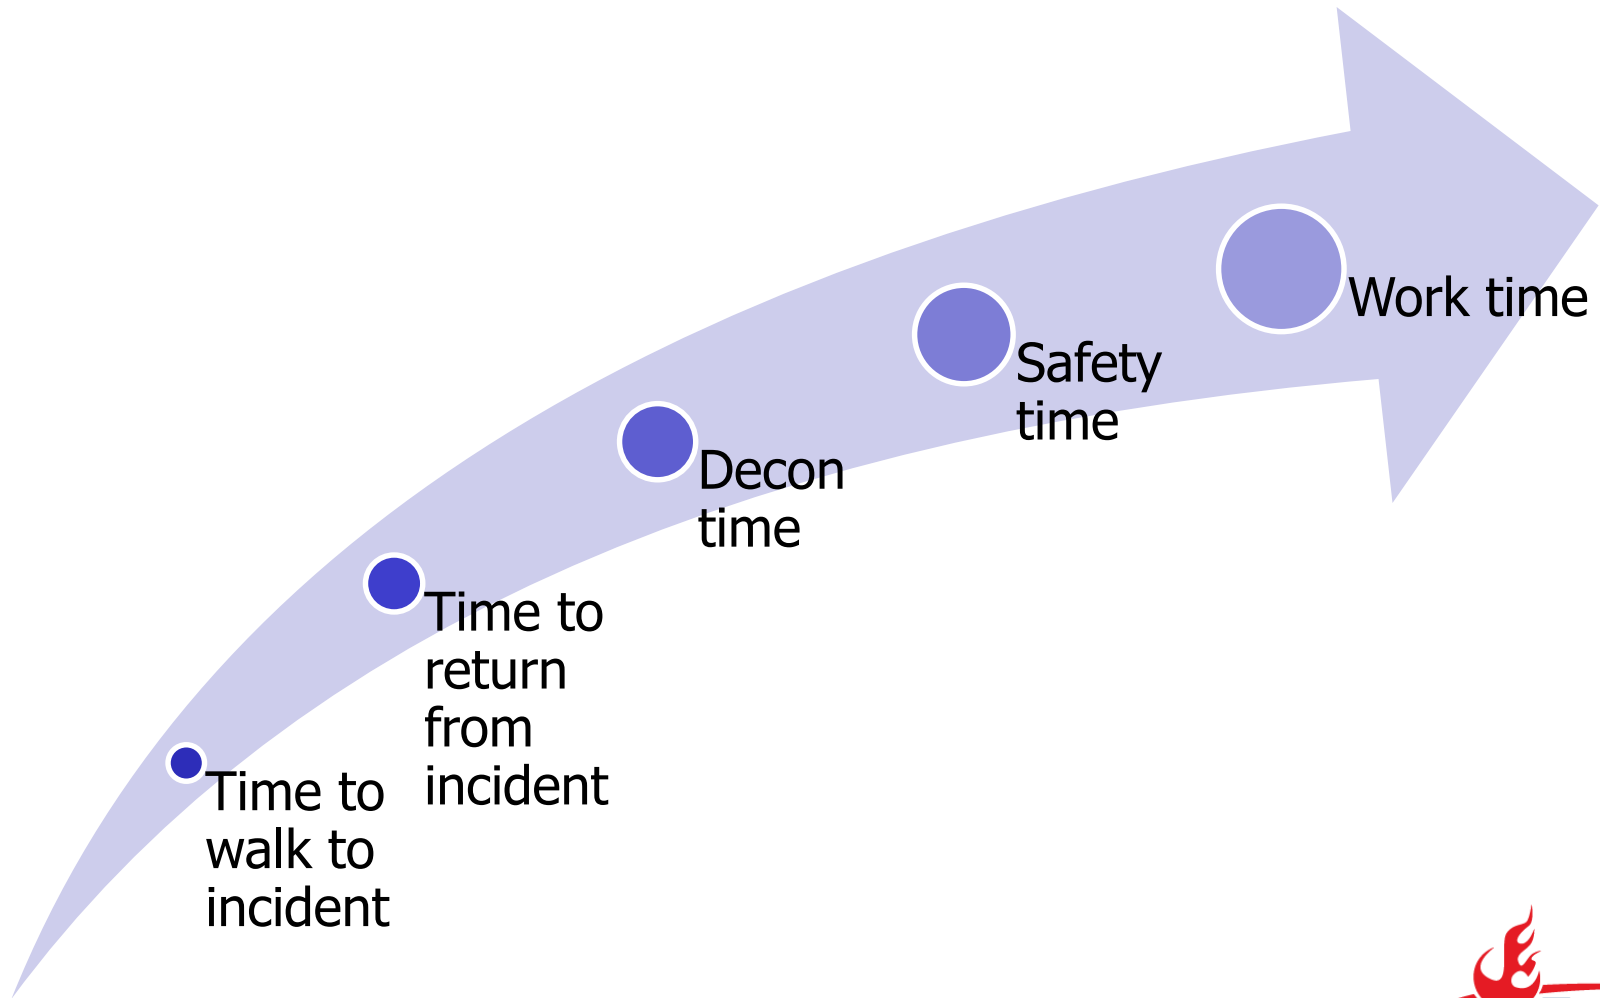 Work time
Safety
time
Decon
time
Time to
return
from
incident
Time to
walk to
incident